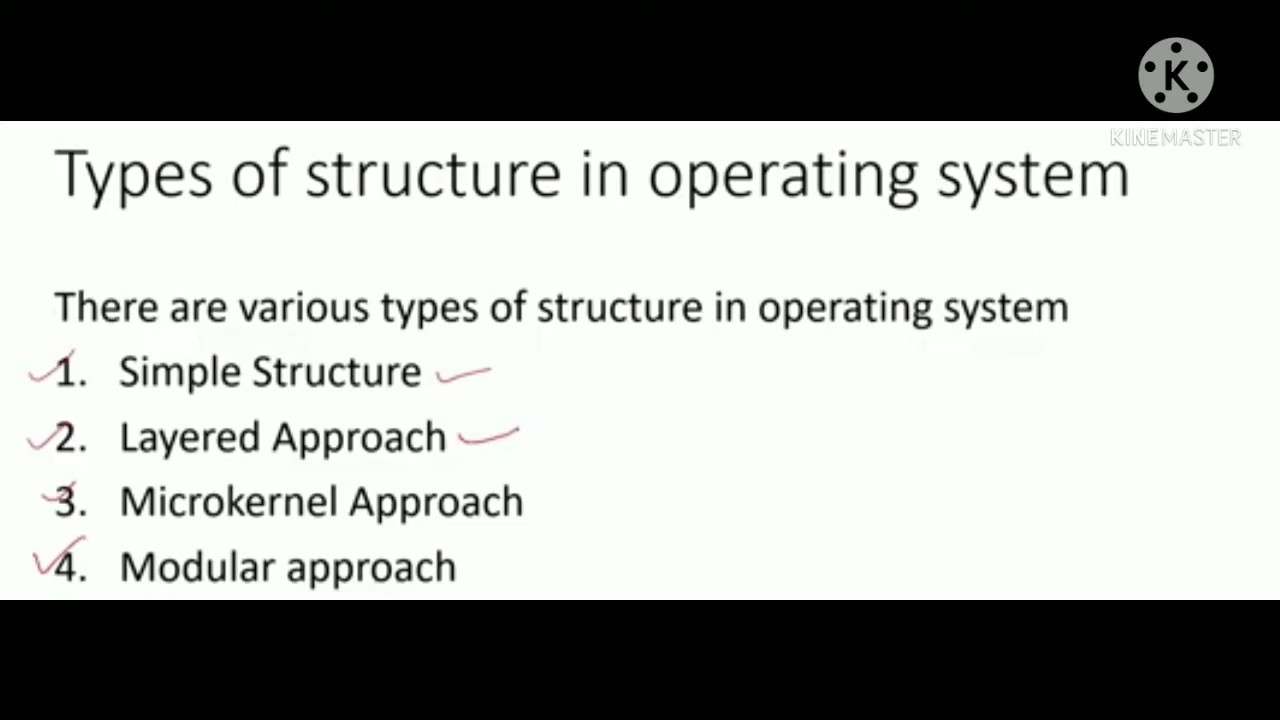 K
KINEMASTER
Types of structure in operating system
There are various types of structure in operating system
1. Simple Structure
2. Layered Approach
3. Microkernel Approach
4. Modular approach